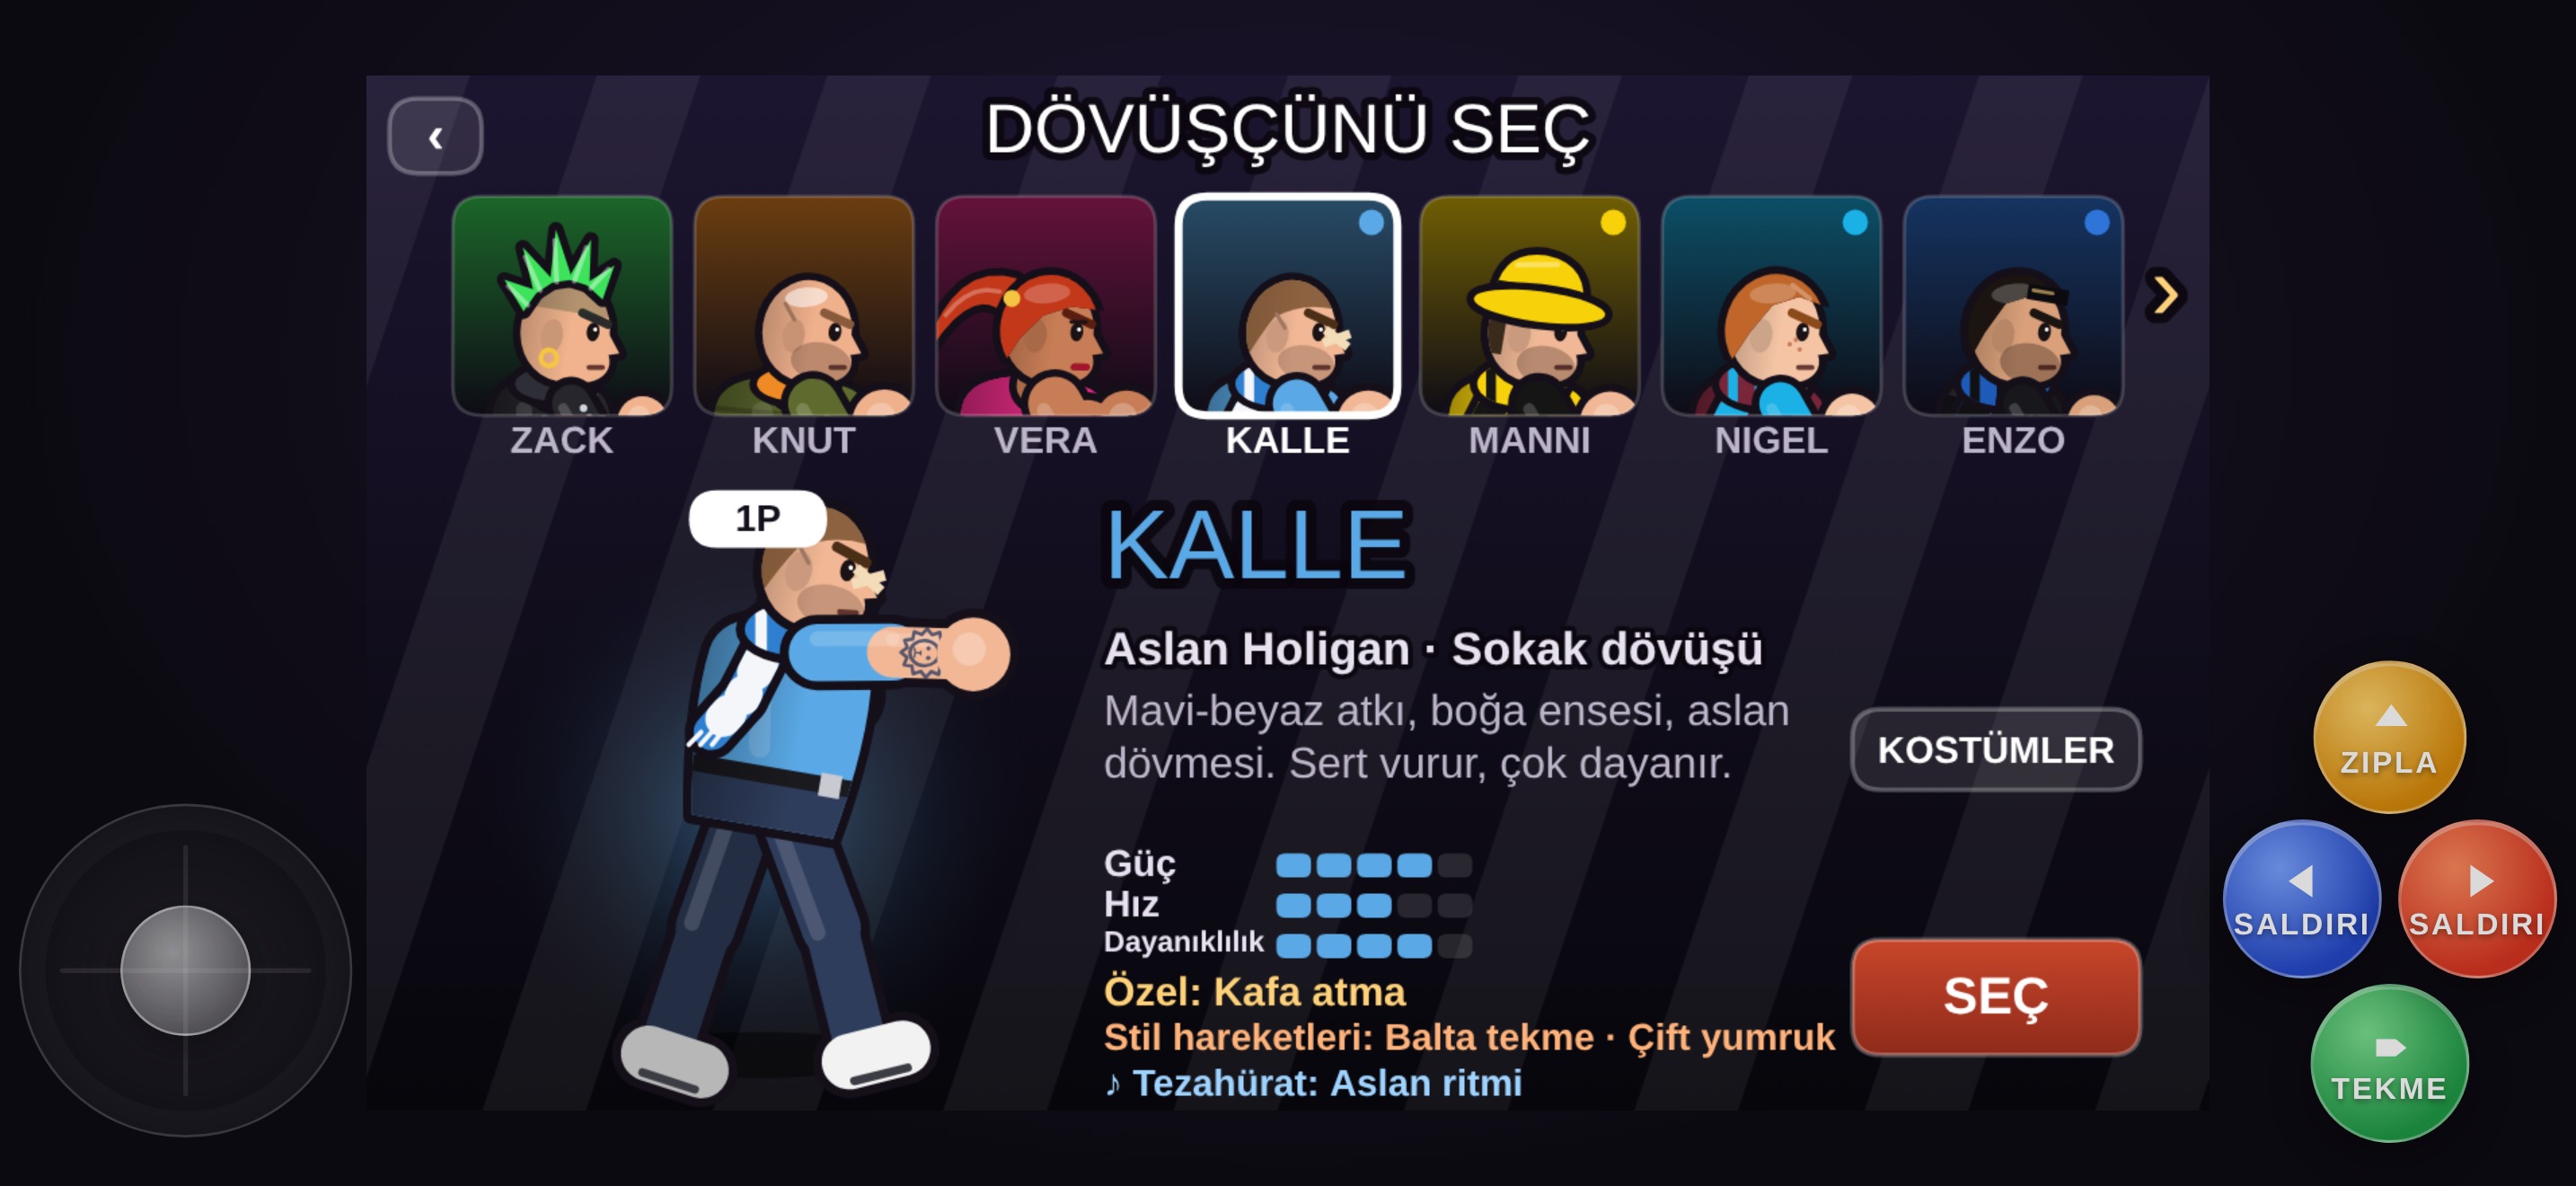 ‹
DÖVÜŞÇÜNÜ SEÇ
ZACK
KNUT
VERA
KALLE
MANNI
NIGEL
ENZO
›
1P
KALLE
Aslan Holigan · Sokak dövüşü
Mavi-beyaz atkı, boğa ensesi, aslan
dövmesi. Sert vurur, çok dayanır.
KOSTÜMLER
Güç
Hız
Dayanıklılık
Özel: Kafa atma
Stil hareketleri: Balta tekme · Çift yumruk
♪ Tezahürat: Aslan ritmi
SEÇ
ZIPLA
SALDIRI
SALDIRI
TEKME